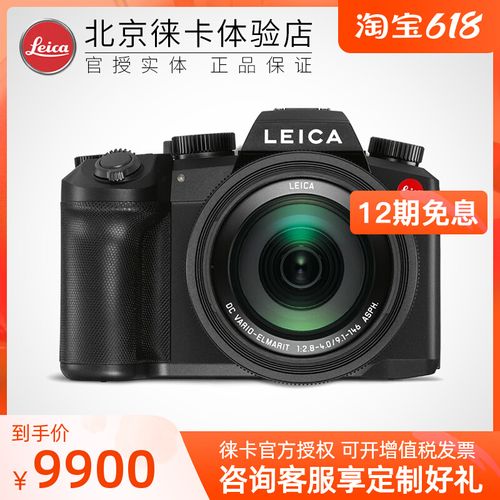 Leica
北京徕卡体验店
官授实体 正品保证
淘宝618
LEICA
LEICA
12期免息
DC VARIO-ELMARIT 1:2.8-4.0/9.1-146 ASPH.
到手价
¥9900
徕卡官方授权 可开增值税发票
咨询客服享定制好礼